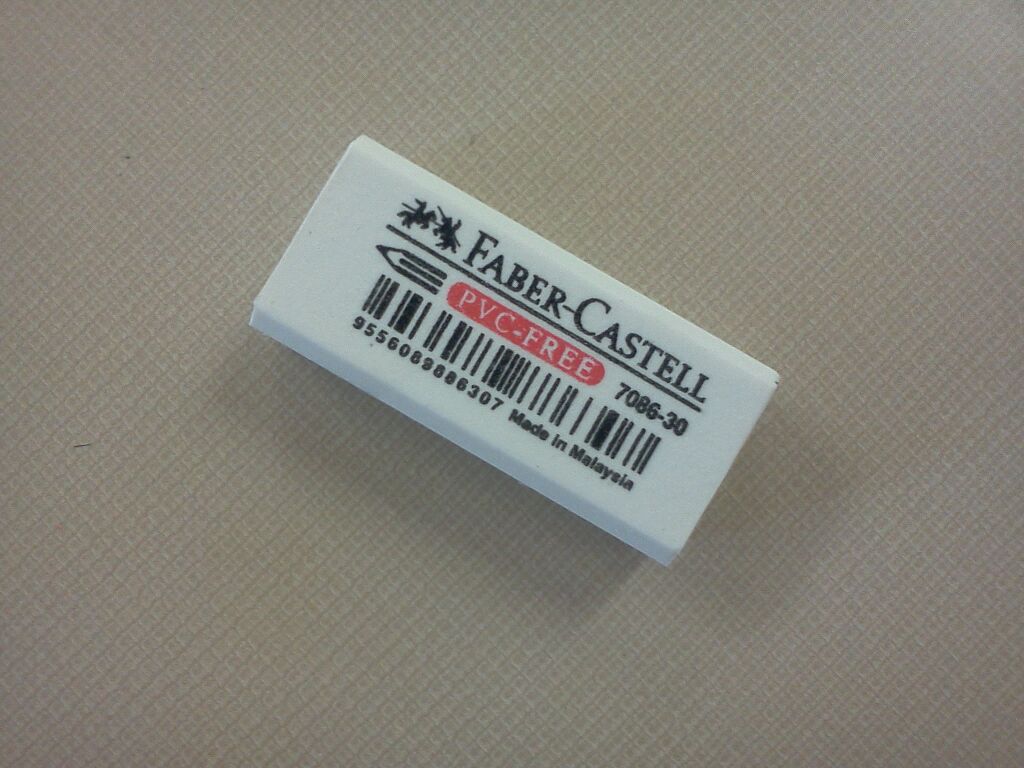 FABER-CASTELL
PVC-FREE 7086-30
9556089886307 Made in Malaysia